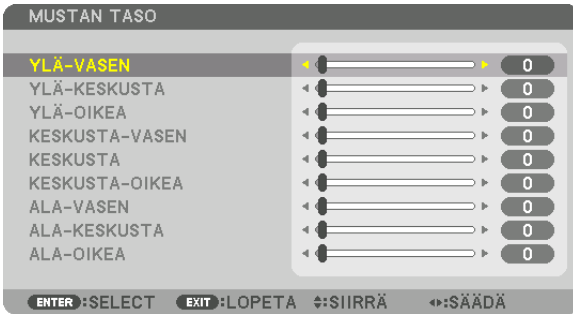 MUSTAN TASO
YLÄ-VASEN 0
YLÄ-KESKUSTA 0
YLÄ-OIKEA 0
KESKUSTA-VASEN 0
KESKUSTA 0
KESKUSTA-OIKEA 0
ALA-VASEN 0
ALA-KESKUSTA 0
ALA-OIKEA 0
ENTER:SELECT EXIT:LOPETA :SIIRRÄ :SÄÄDÄ